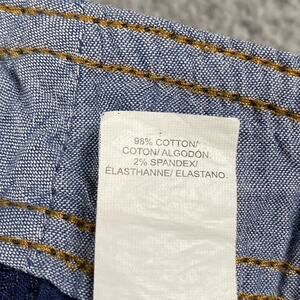 98% COTTON/
COTON/ ALGODÓN.
2% SPANDEX/
ÉLASTHANNE/ ELASTANO.